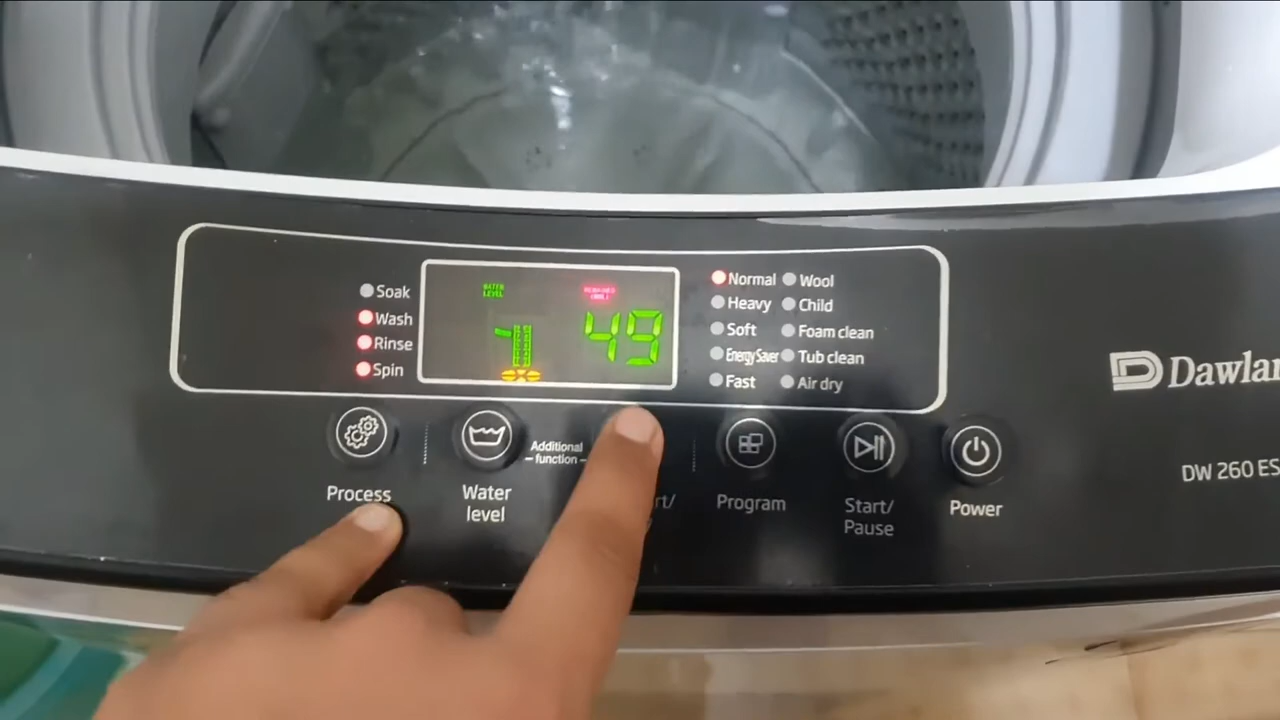 Soak
Wash
Rinse
Spin
WATER
LEVEL
49
Normal
Wool
Heavy
Child
Soft
Foam clean
Energy Saver
Tub clean
Fast
Air dry
Dawlan
Process
Water
level
Additional
function
rt/
Program
Start/
Pause
Power
DW 260 ES